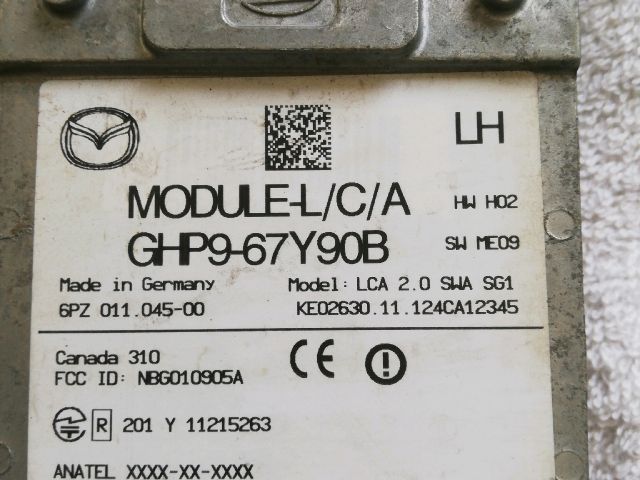 LH
MODULE-L/C/A HW H02
GHP9-67Y90B SW ME09
Made in Germany Model: LCA 2.0 SWA SG1
6PZ 011.045-00 KE02630.11.124CA12345
Canada 310
FCC ID: NBG010905A
CE
R 201 Y 11215263
ANATEL XXXX-XX-XXXX